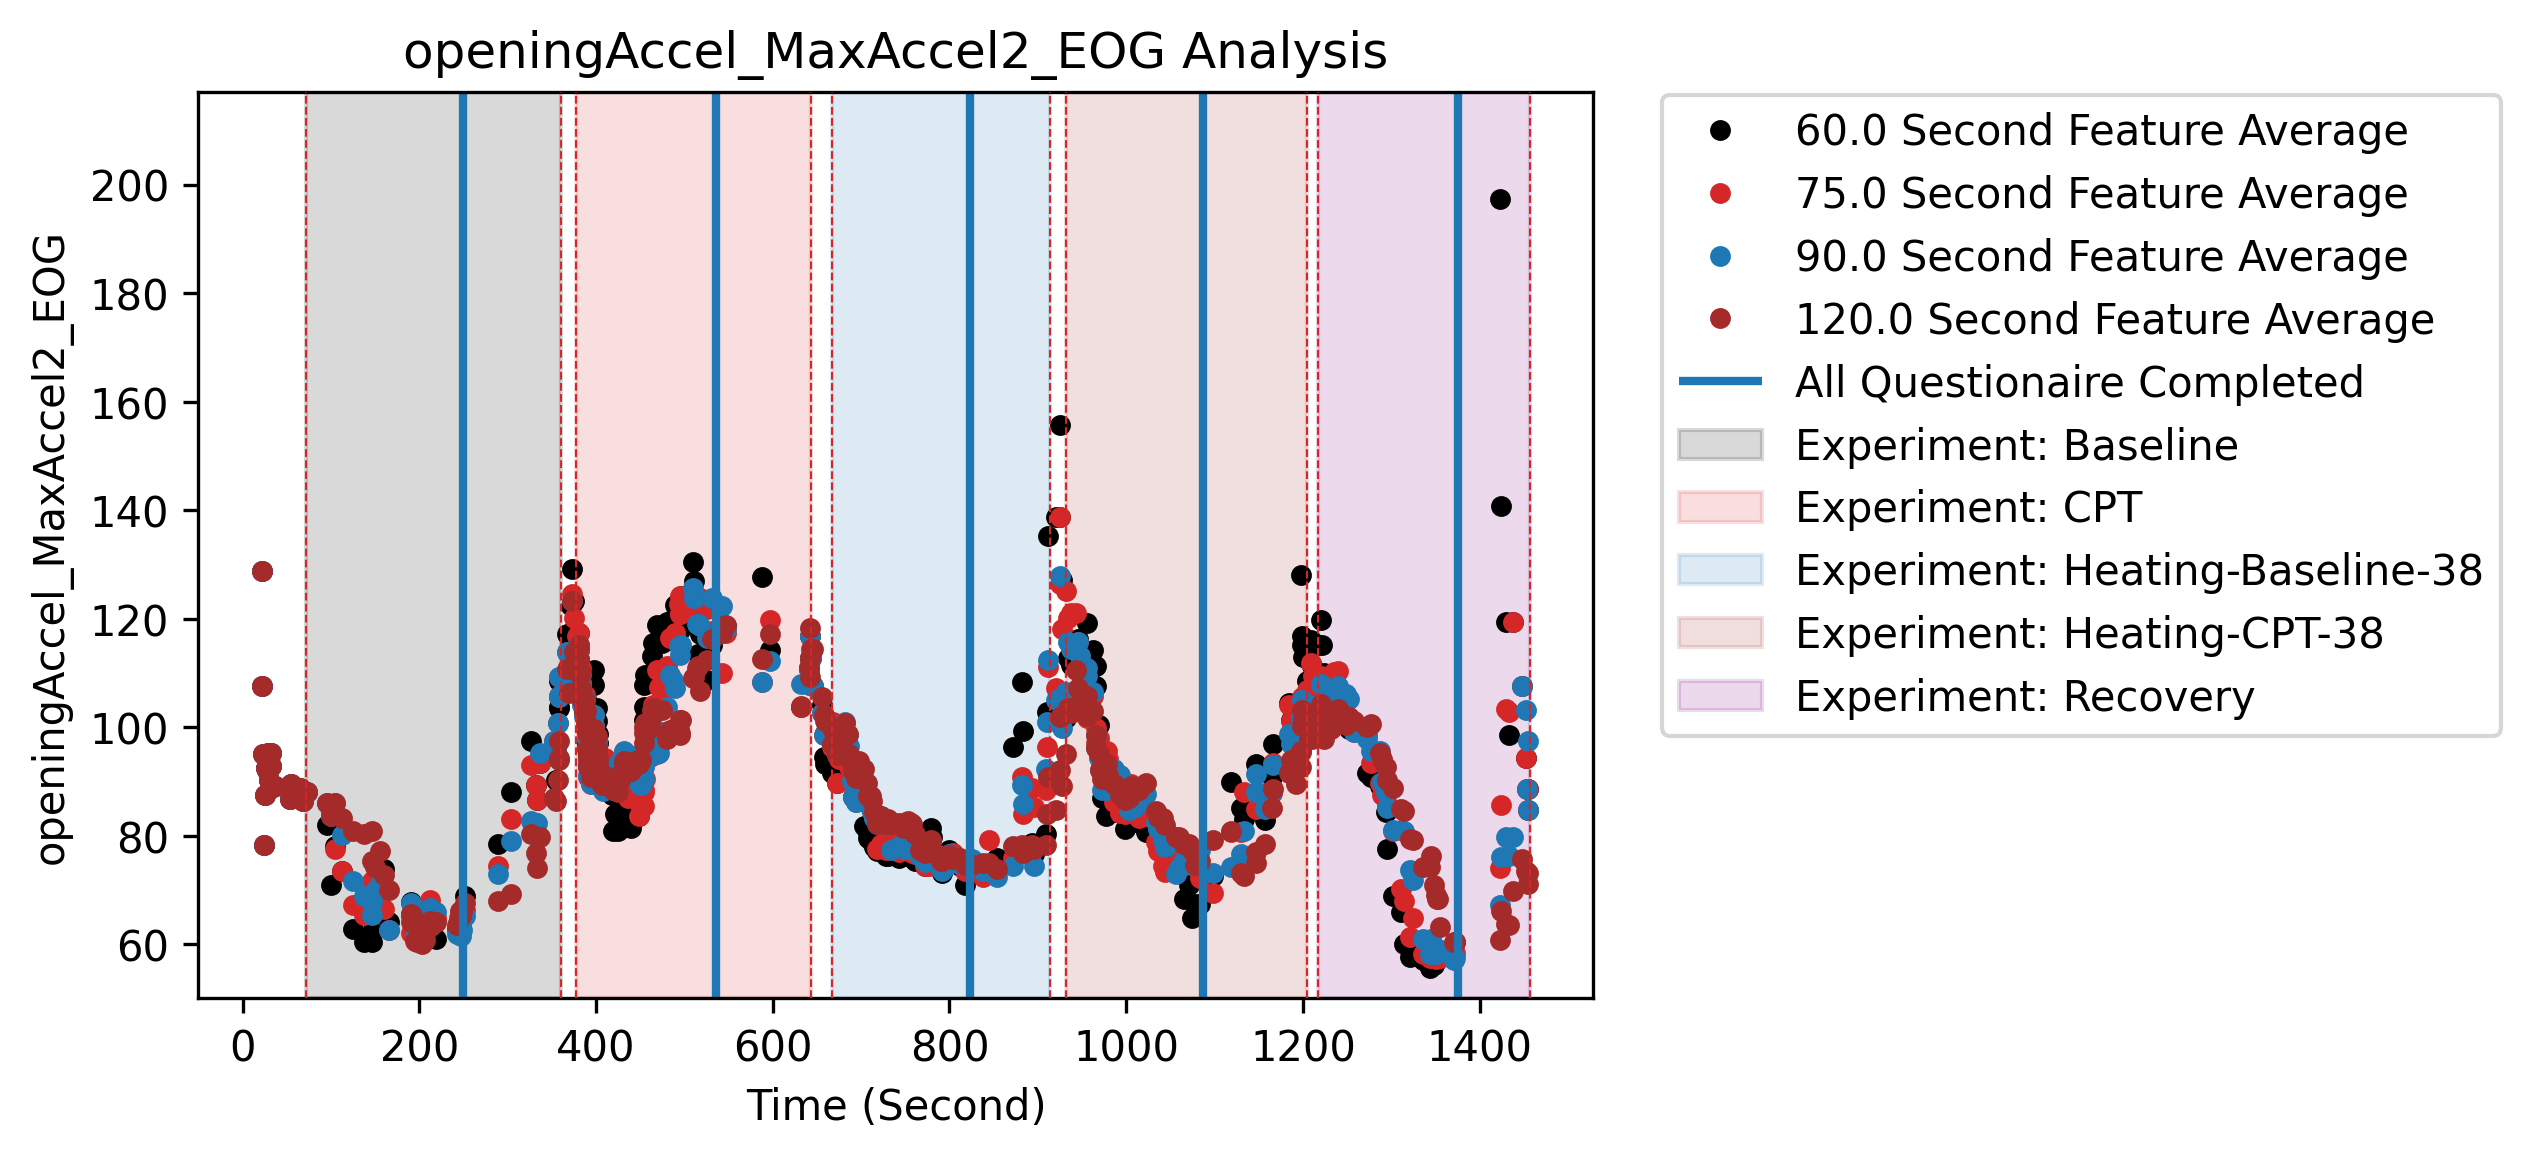 openingAccel_MaxAccel2_EOG Analysis
openingAccel_MaxAccel2_EOG
200
180
160
140
120
100
80
60
0 200 400 600 800 1000 1200 1400
Time (Second)
60.0 Second Feature Average
75.0 Second Feature Average
90.0 Second Feature Average
120.0 Second Feature Average
All Questionaire Completed
Experiment: Baseline
Experiment: CPT
Experiment: Heating-Baseline-38
Experiment: Heating-CPT-38
Experiment: Recovery